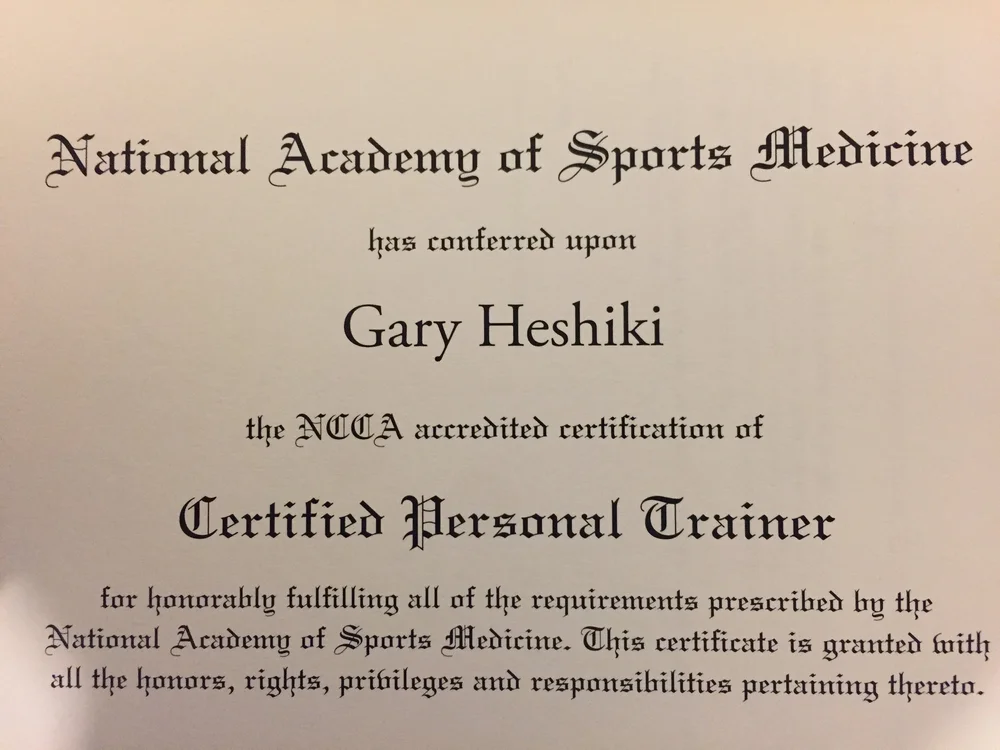 National Academy of Sports Medicine
has conferred upon
Gary Heshiki
the NCCA accredited certification of
Certified Personal Trainer
for honorably fulfilling all of the requirements prescribed by the
National Academy of Sports Medicine. This certificate is granted with
all the honors, rights, privileges and responsibilities pertaining thereto.